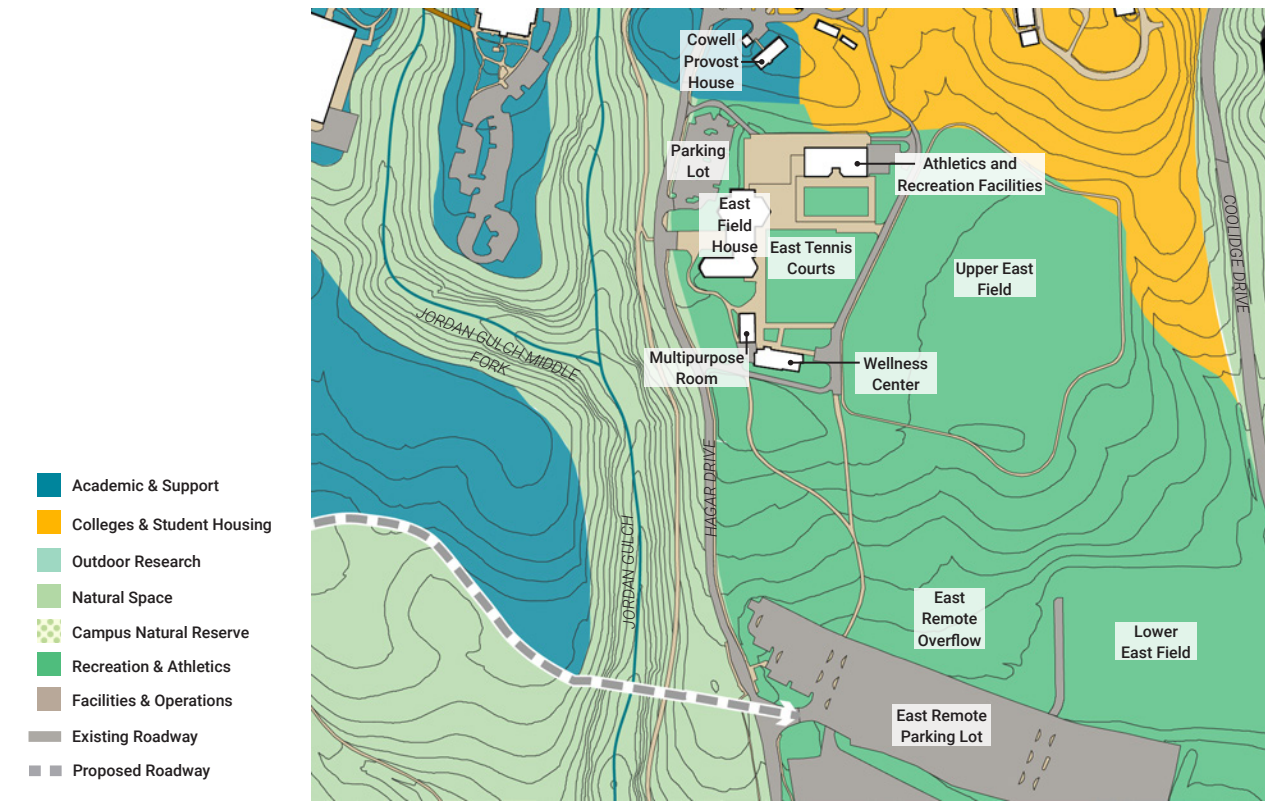 Cowell
Provost
House
Parking
Lot
Athletics and
Recreation Facilities
East
Field
House
East Tennis
Courts
Upper East
Field
COOLIDGE DRIVE
JORDAN GULCH MIDDLE
FORK
Multipurpose
Room
Wellness
Center
HAGAR DRIVE
JORDAN GULCH
East
Remote
Overflow
Lower
East Field
East Remote
Parking Lot
Academic & Support
Colleges & Student Housing
Outdoor Research
Natural Space
Campus Natural Reserve
Recreation & Athletics
Facilities & Operations
Existing Roadway
Proposed Roadway